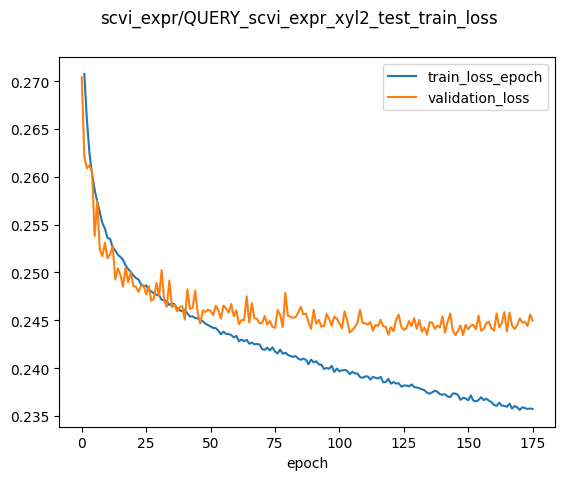 scvi_expr/QUERY_scvi_expr_xyl2_test_train_loss
train_loss_epoch
validation_loss
0.270
0.265
0.260
0.255
0.250
0.245
0.240
0.235
0 25 50 75 100 125 150 175
epoch